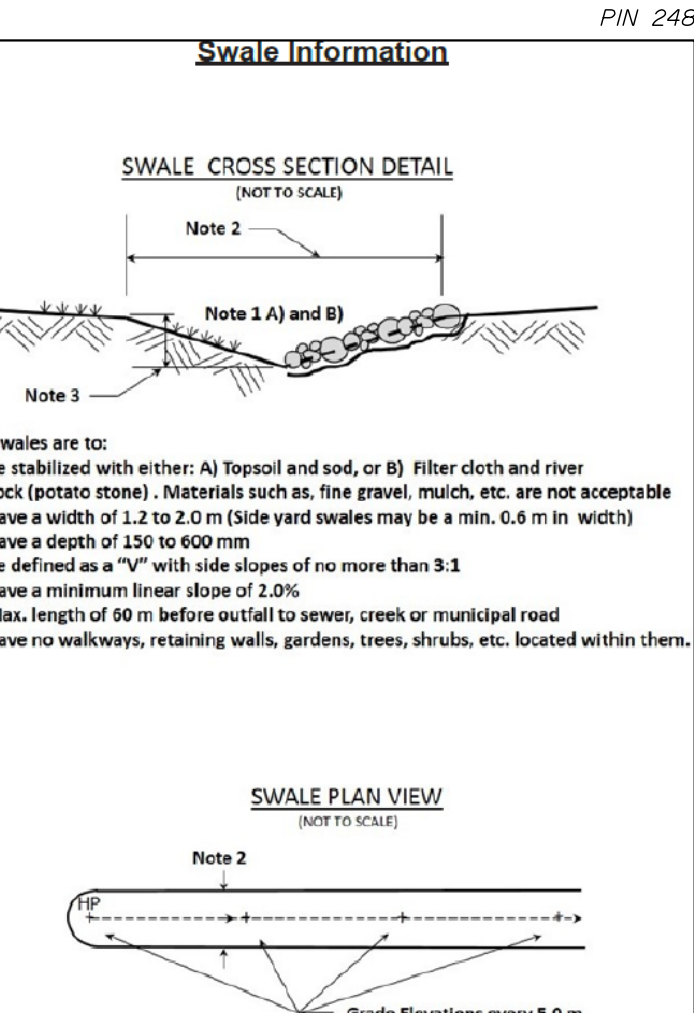 PIN 248
Swale Information
SWALE CROSS SECTION DETAIL
(NOT TO SCALE)
Note 2
Note 1 A) and B)
Note 3
wales are to:
e stabilized with either: A) Topsoil and sod, or B) Filter cloth and river
ock (potato stone) . Materials such as, fine gravel, mulch, etc. are not acceptable
ave a width of 1.2 to 2.0 m (Side yard swales may be a min. 0.6 m in width)
ave a depth of 150 to 600 mm
e defined as a "V" with side slopes of no more than 3:1
ave a minimum linear slope of 2.0%
Max. length of 60 m before outfall to sewer, creek or municipal road
ave no walkways, retaining walls, gardens, trees, shrubs, etc. located within them.
SWALE PLAN VIEW
(NOT TO SCALE)
Note 2
HP
Grade Elevations every 5.0 m